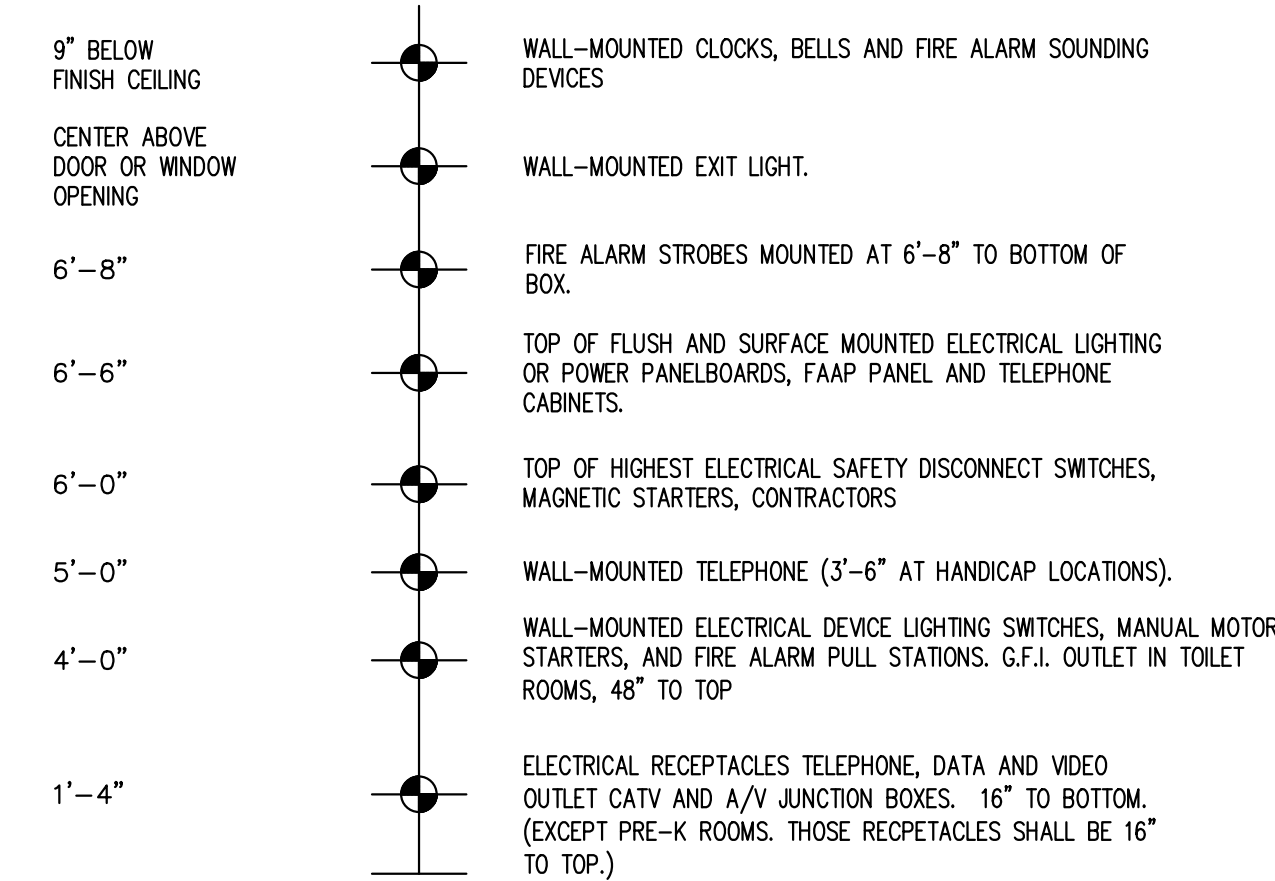 9” BELOW
FINISH CEILING
WALL–MOUNTED CLOCKS, BELLS AND FIRE ALARM SOUNDING
DEVICES
CENTER ABOVE
DOOR OR WINDOW
OPENING
WALL–MOUNTED EXIT LIGHT.
6’–8”
FIRE ALARM STROBES MOUNTED AT 6’–8” TO BOTTOM OF
BOX.
6’–6”
TOP OF FLUSH AND SURFACE MOUNTED ELECTRICAL LIGHTING
OR POWER PANELBOARDS, FAAP PANEL AND TELEPHONE
CABINETS.
6’–0”
TOP OF HIGHEST ELECTRICAL SAFETY DISCONNECT SWITCHES,
MAGNETIC STARTERS, CONTRACTORS
5’–0”
WALL–MOUNTED TELEPHONE (3’–6” AT HANDICAP LOCATIONS).
4’–0”
WALL–MOUNTED ELECTRICAL DEVICE LIGHTING SWITCHES, MANUAL MOTOR
STARTERS, AND FIRE ALARM PULL STATIONS. G.F.I. OUTLET IN TOILET
ROOMS, 48” TO TOP
1’–4”
ELECTRICAL RECEPTACLES TELEPHONE, DATA AND VIDEO
OUTLET CATV AND A/V JUNCTION BOXES. 16” TO BOTTOM.
(EXCEPT PRE–K ROOMS. THOSE RECPETACLES SHALL BE 16”
TO TOP.)